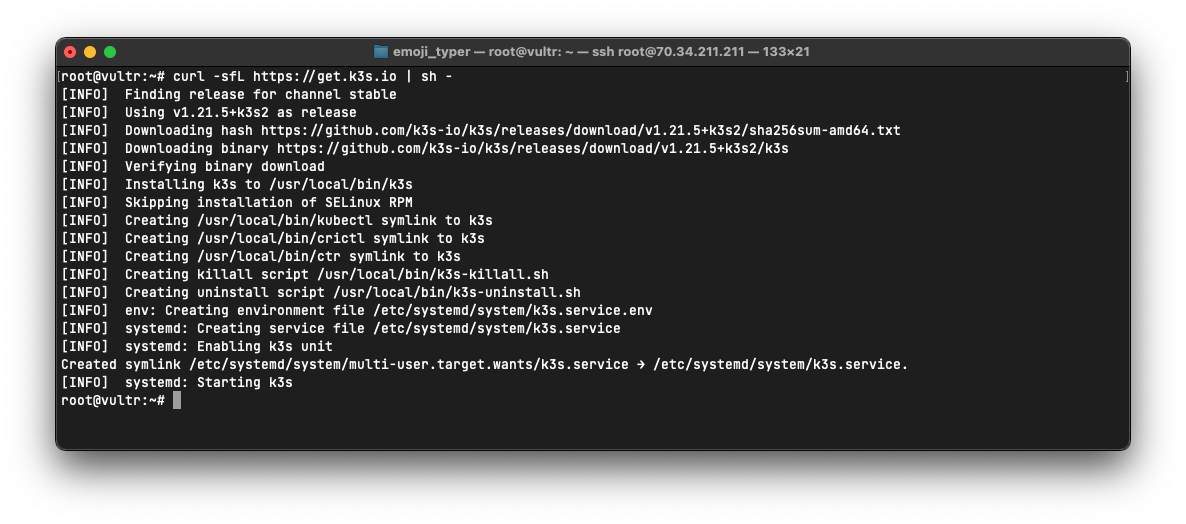 emoji_typer — root@vultr: ~ — ssh root@70.34.211.211 — 133×21
[root@vultr:~# curl -sfL https://get.k3s.io | sh - ]
[INFO]  Finding release for channel stable
[INFO]  Using v1.21.5+k3s2 as release
[INFO]  Downloading hash https://github.com/k3s-io/k3s/releases/download/v1.21.5+k3s2/sha256sum-amd64.txt
[INFO]  Downloading binary https://github.com/k3s-io/k3s/releases/download/v1.21.5+k3s2/k3s
[INFO]  Verifying binary download
[INFO]  Installing k3s to /usr/local/bin/k3s
[INFO]  Skipping installation of SELinux RPM
[INFO]  Creating /usr/local/bin/kubectl symlink to k3s
[INFO]  Creating /usr/local/bin/crictl symlink to k3s
[INFO]  Creating /usr/local/bin/ctr symlink to k3s
[INFO]  Creating killall script /usr/local/bin/k3s-killall.sh
[INFO]  Creating uninstall script /usr/local/bin/k3s-uninstall.sh
[INFO]  env: Creating environment file /etc/systemd/system/k3s.service.env
[INFO]  systemd: Creating service file /etc/systemd/system/k3s.service
[INFO]  systemd: Enabling k3s unit
Created symlink /etc/systemd/system/multi-user.target.wants/k3s.service → /etc/systemd/system/k3s.service.
[INFO]  systemd: Starting k3s
root@vultr:~#